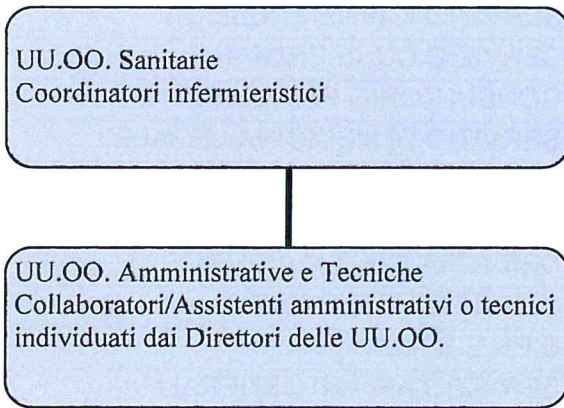 UU.OO. Sanitarie
Coordinatori infermieristici
UU.OO. Amministrative e Tecniche
Collaboratori/Assistenti amministrativi o tecnici
individuati dai Direttori delle UU.OO.